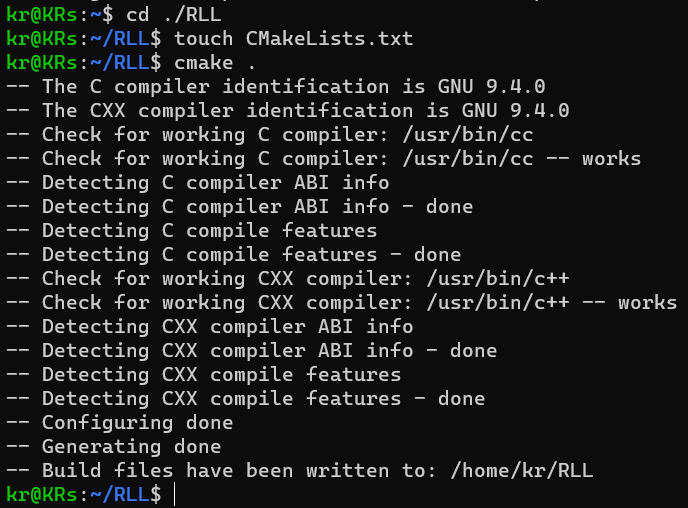 kr@KRs:~$ cd ./RLL
kr@KRs:~/RLL$ touch CMakeLists.txt
kr@KRs:~/RLL$ cmake .
-- The C compiler identification is GNU 9.4.0
-- The CXX compiler identification is GNU 9.4.0
-- Check for working C compiler: /usr/bin/cc
-- Check for working C compiler: /usr/bin/cc -- works
-- Detecting C compiler ABI info
-- Detecting C compiler ABI info - done
-- Detecting C compile features
-- Detecting C compile features - done
-- Check for working CXX compiler: /usr/bin/c++
-- Check for working CXX compiler: /usr/bin/c++ -- works
-- Detecting CXX compiler ABI info
-- Detecting CXX compiler ABI info - done
-- Detecting CXX compile features
-- Detecting CXX compile features - done
-- Configuring done
-- Generating done
-- Build files have been written to: /home/kr/RLL
kr@KRs:~/RLL$